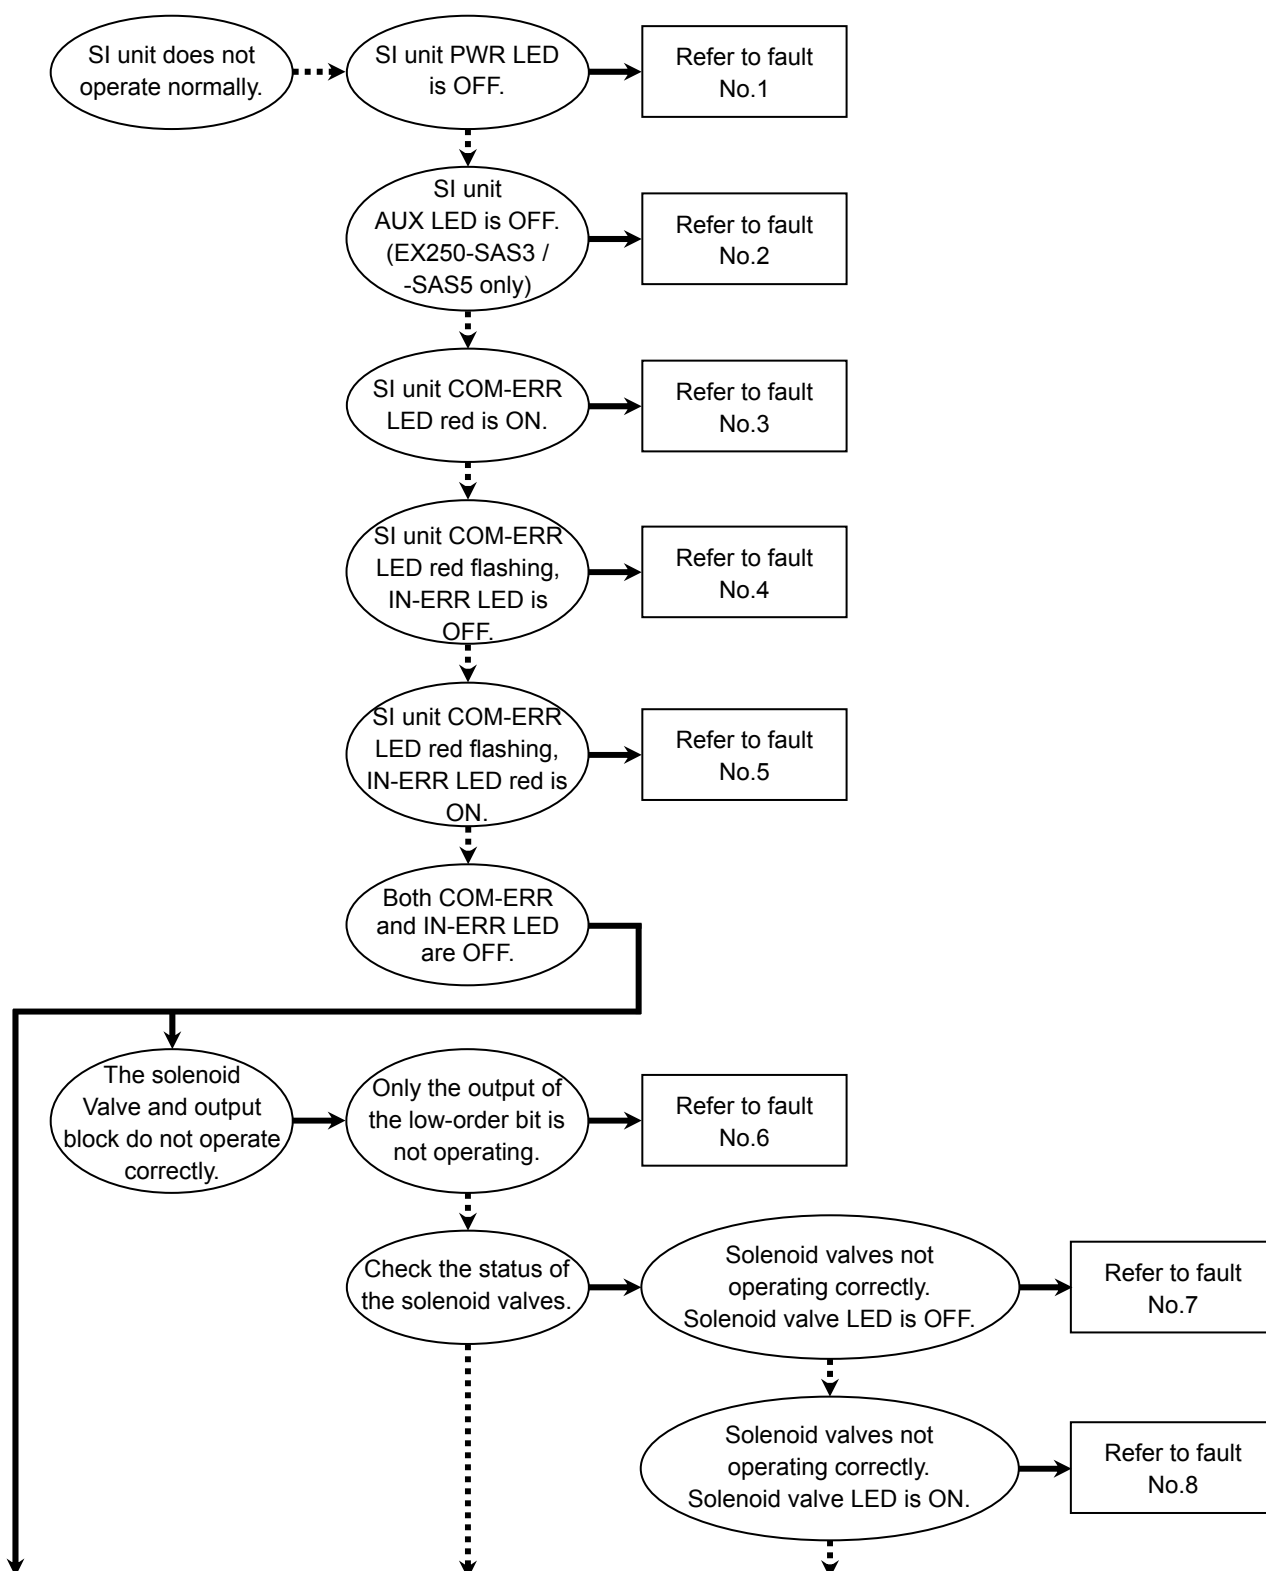 SI unit does not
operate normally.
SI unit PWR LED
is OFF.
Refer to fault
No.1
SI unit
AUX LED is OFF.
(EX250-SAS3 /
-SAS5 only)
Refer to fault
No.2
SI unit COM-ERR
LED red is ON.
Refer to fault
No.3
SI unit COM-ERR
LED red flashing,
IN-ERR LED is
OFF.
Refer to fault
No.4
SI unit COM-ERR
LED red flashing,
IN-ERR LED red is
ON.
Refer to fault
No.5
Both COM-ERR
and IN-ERR LED
are OFF.
The solenoid
Valve and output
block do not operate
correctly.
Only the output of
the low-order bit is
not operating.
Refer to fault
No.6
Check the status of
the solenoid valves.
Solenoid valves not
operating correctly.
Solenoid valve LED is OFF.
Refer to fault
No.7
Solenoid valves not
operating correctly.
Solenoid valve LED is ON.
Refer to fault
No.8